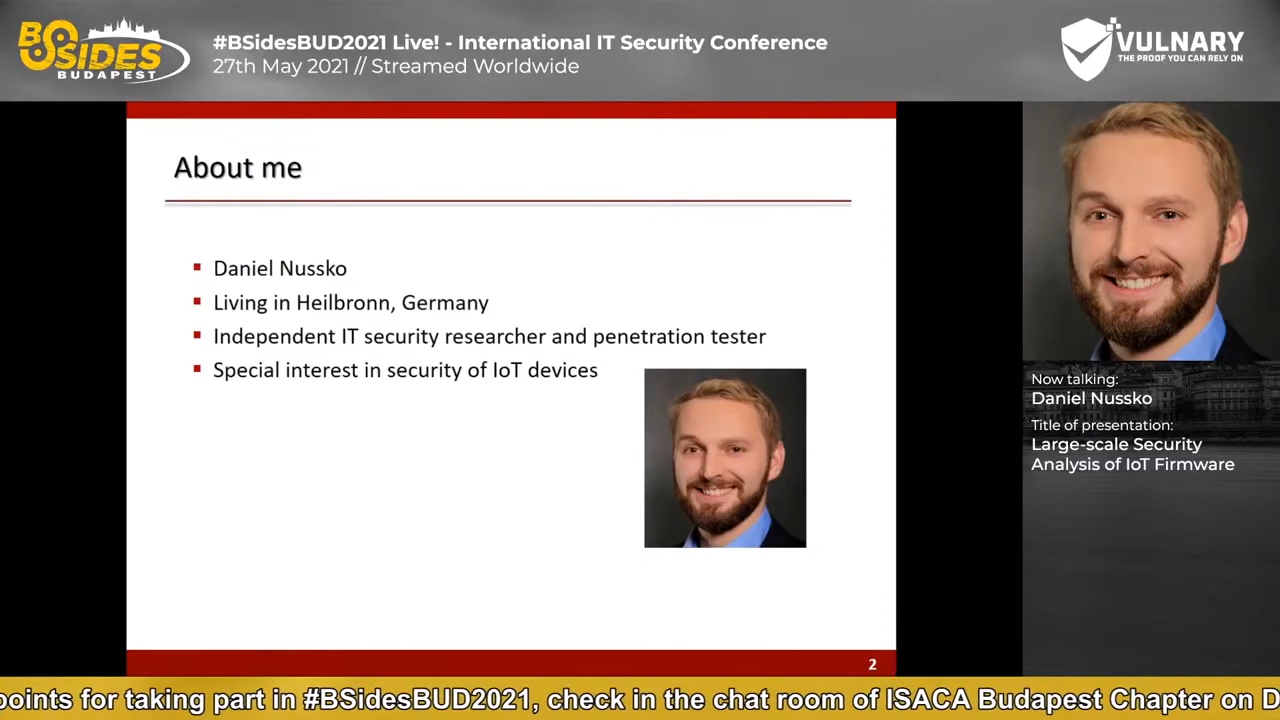 BSIDES
BUDAPEST
#BSidesBUD2021 Live! - International IT Security Conference
27th May 2021 // Streamed Worldwide
VULNARY
THE PROOF YOU CAN RELY ON
About me
Daniel Nussko
Living in Heilbronn, Germany
Independent IT security researcher and penetration tester
Special interest in security of IoT devices
2
Now talking:
Daniel Nussko
Title of presentation:
Large-scale Security
Analysis of IoT Firmware
points for taking part in #BSidesBUD2021, check in the chat room of ISACA Budapest Chapter on D